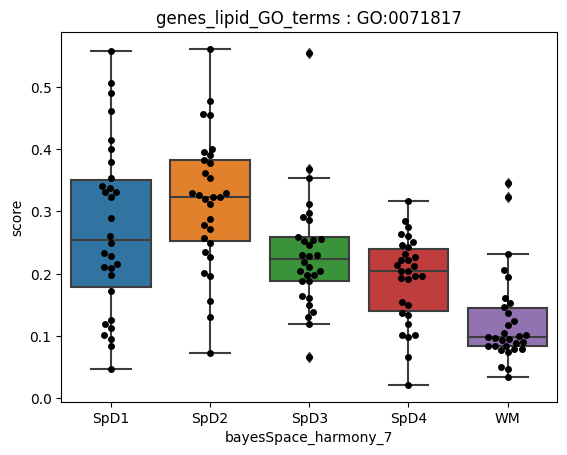 genes_lipid_GO_terms : GO:0071817
score
0.5
0.4
0.3
0.2
0.1
0.0
SpD1 SpD2 SpD3 SpD4 WM
bayesSpace_harmony_7